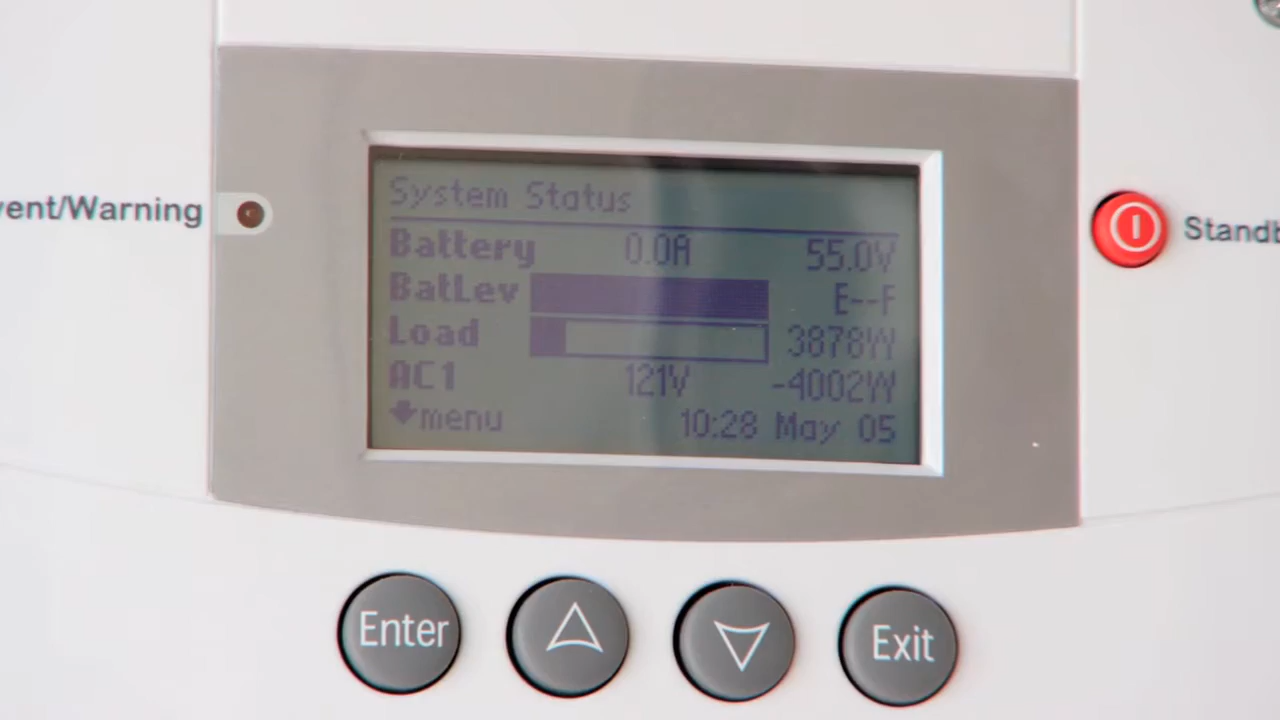 System Status
Battery 0.0A 55.0V
BatLev E--F
Load 3878W
AC1 121V -4002W
menu 10:28 May 05
vent/Warning
Standb
Enter
Exit